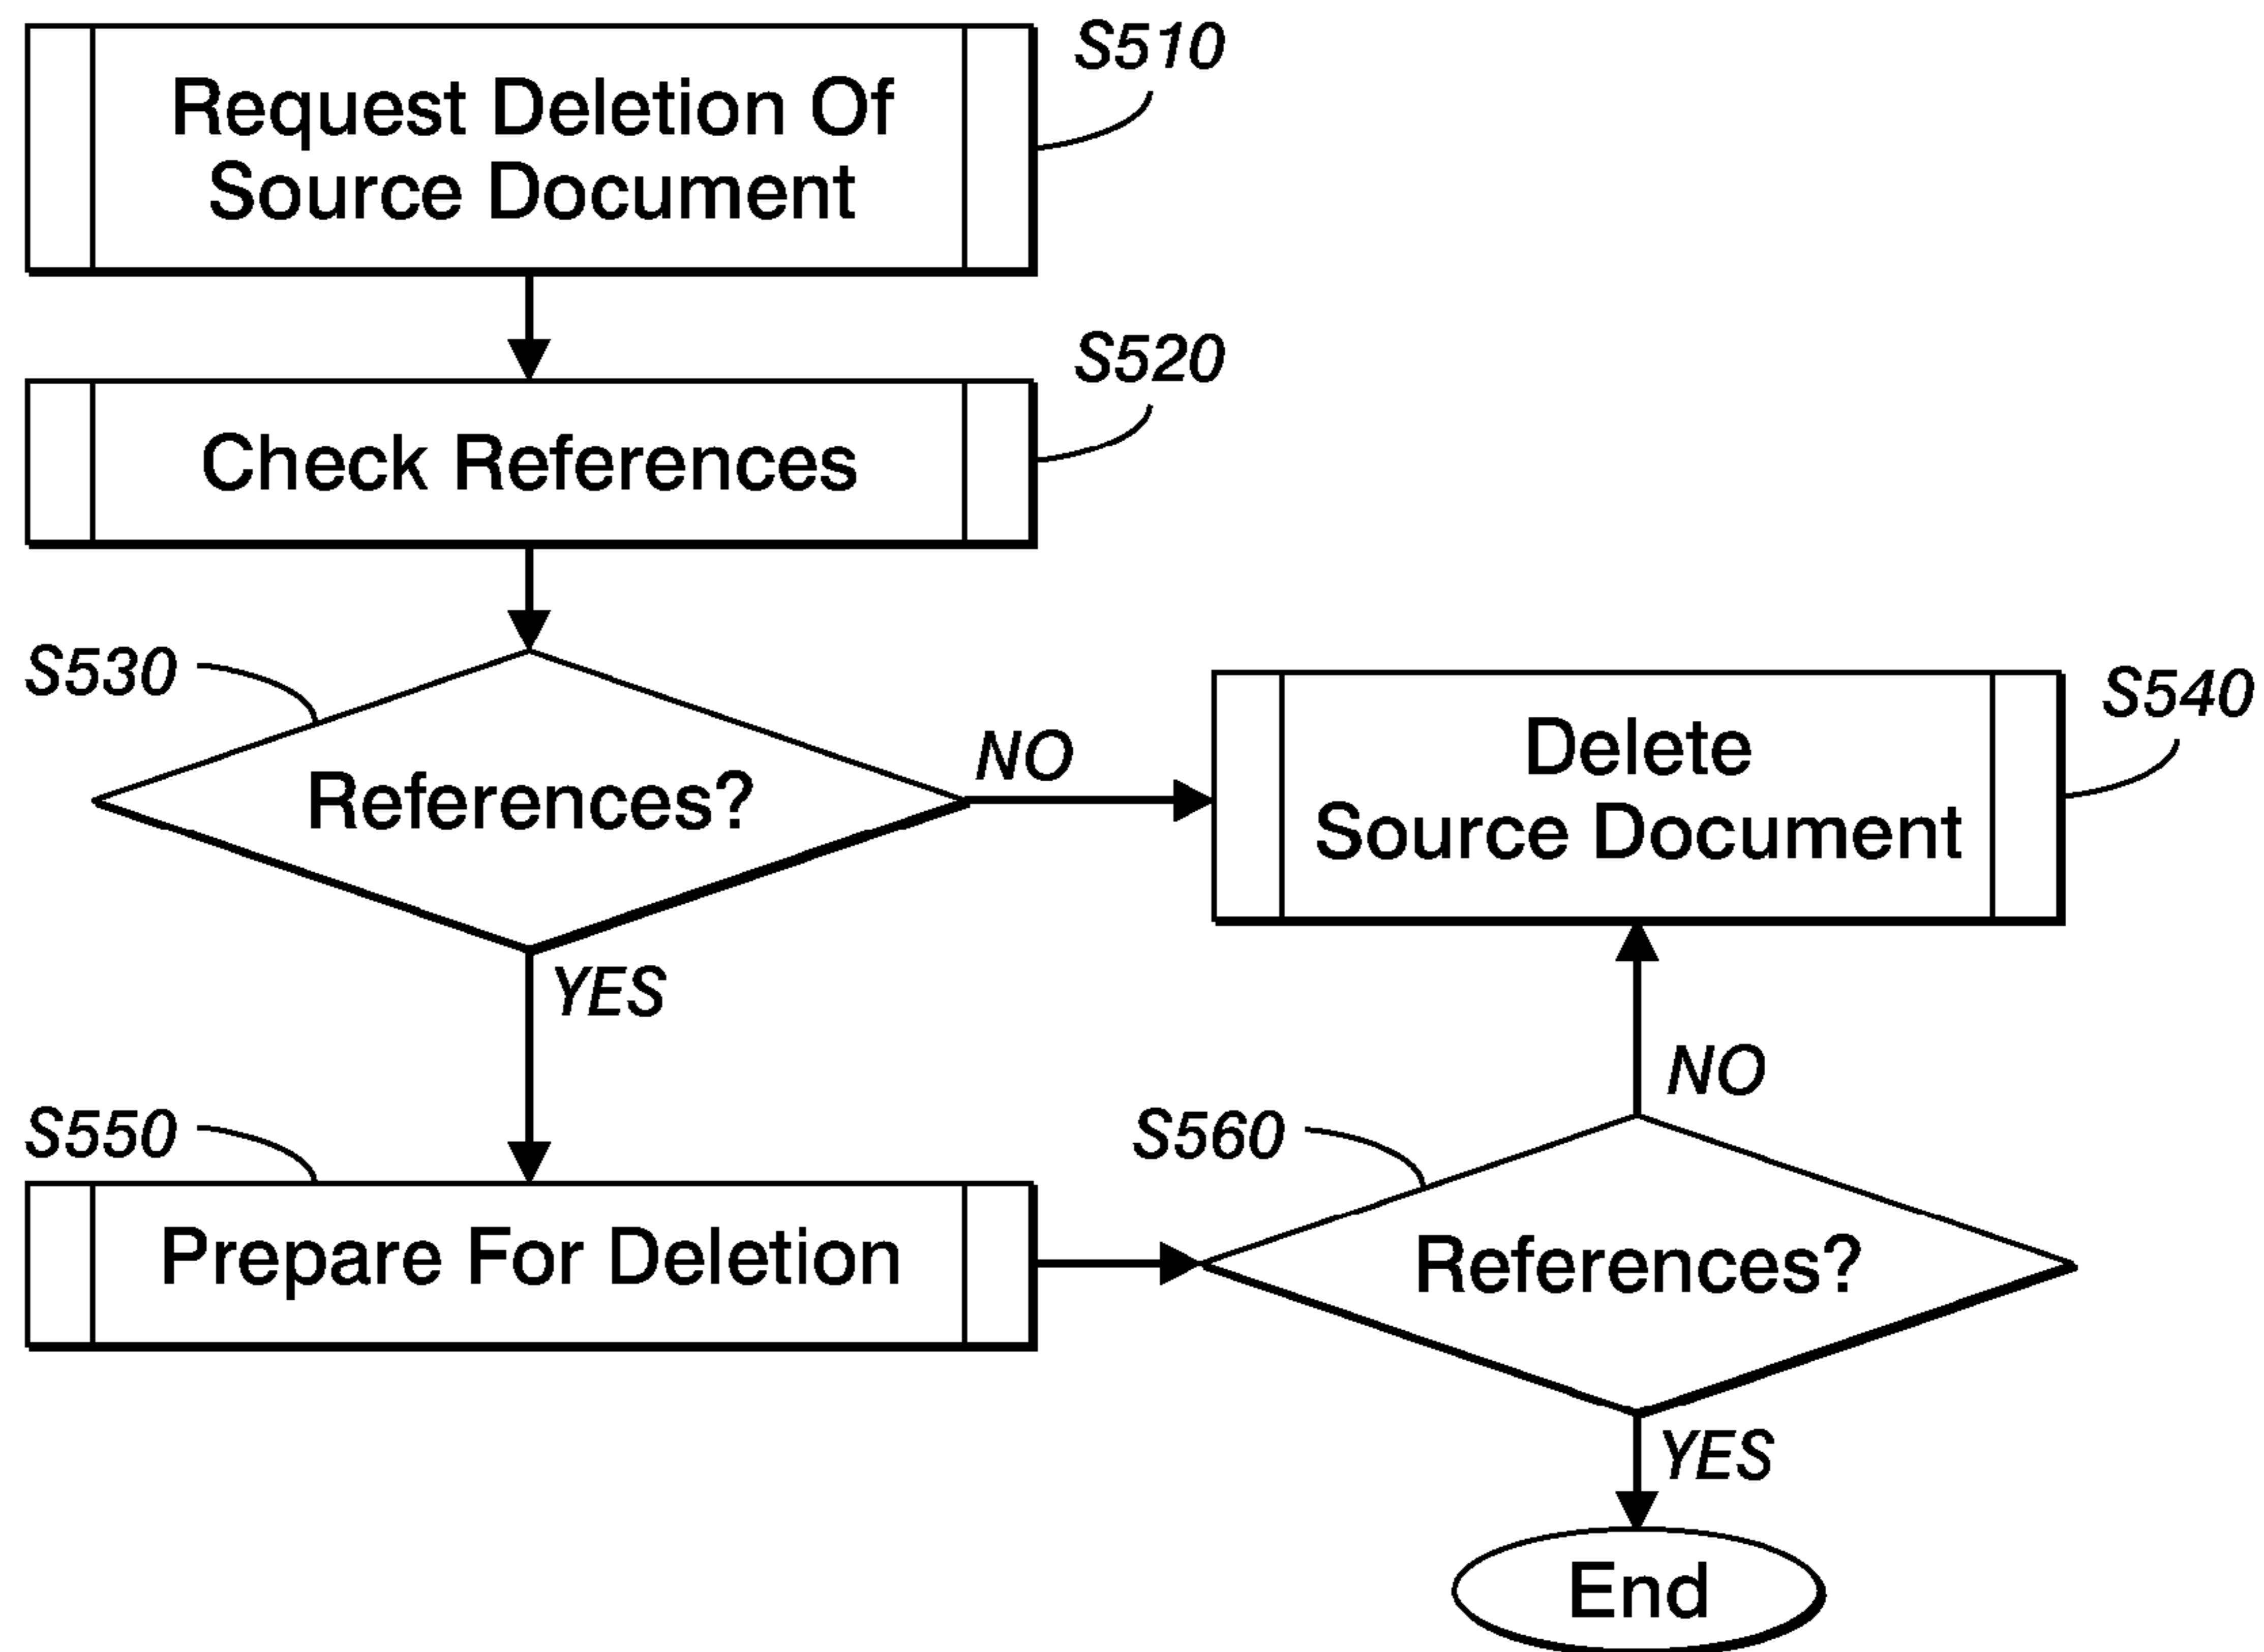 S510
Request Deletion Of
Source Document
S520
Check References
S530
References?
NO
S540
Delete
Source Document
YES
NO
S550
Prepare For Deletion
S560
References?
YES
End